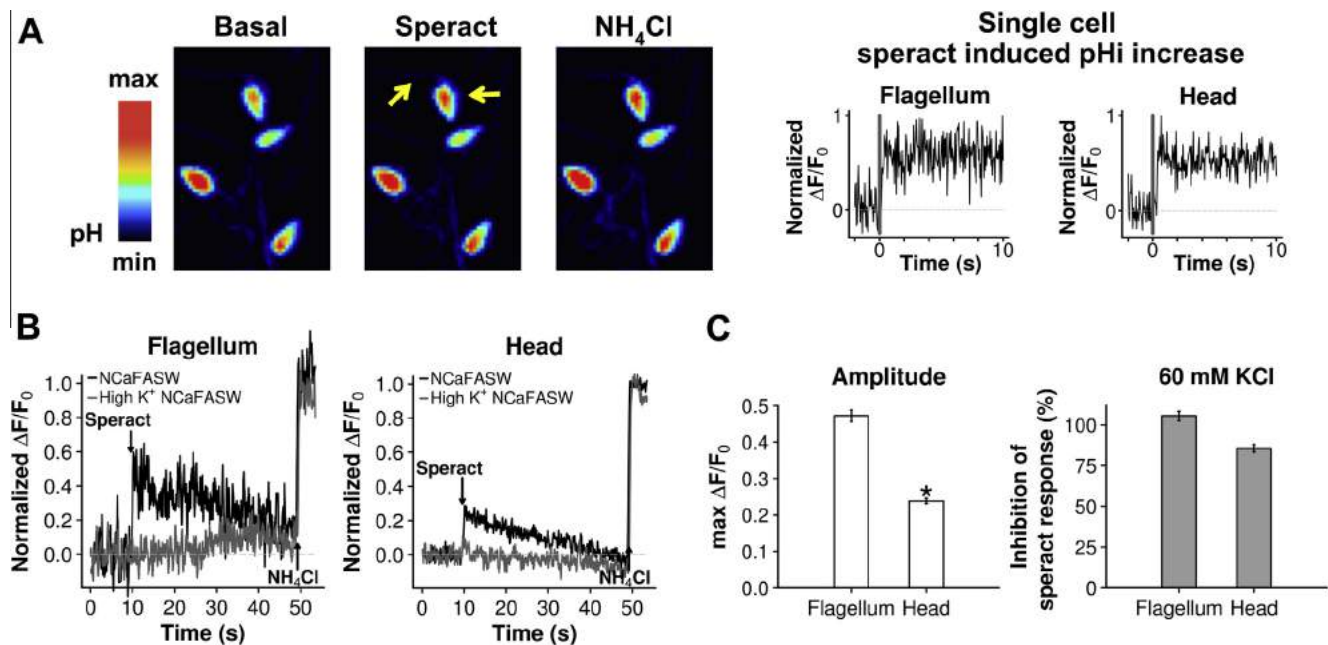 A
Basal
Speract
NH₄Cl
max
pH
min
Single cell
speract induced pHi increase
Flagellum
Normalized
ΔF/F₀
1
0
0
10
Time (s)
Head
Normalized
ΔF/F₀
1
0
0
10
Time (s)
B
Flagellum
NCaFASW
High K⁺ NCaFASW
Speract
NH₄Cl
Normalized ΔF/F₀
1.0
0.8
0.6
0.4
0.2
0.0
0 10 20 30 40 50
Time (s)
Head
NCaFASW
High K⁺ NCaFASW
Speract
NH₄Cl
Normalized ΔF/F₀
1.0
0.8
0.6
0.4
0.2
0.0
0 10 20 30 40 50
Time (s)
C
Amplitude
max ΔF/F₀
0.5
0.4
0.3
0.2
0.1
0.0
*
Flagellum Head
60 mM KCl
Inhibition of
speract response (%)
100
75
50
25
0
Flagellum Head